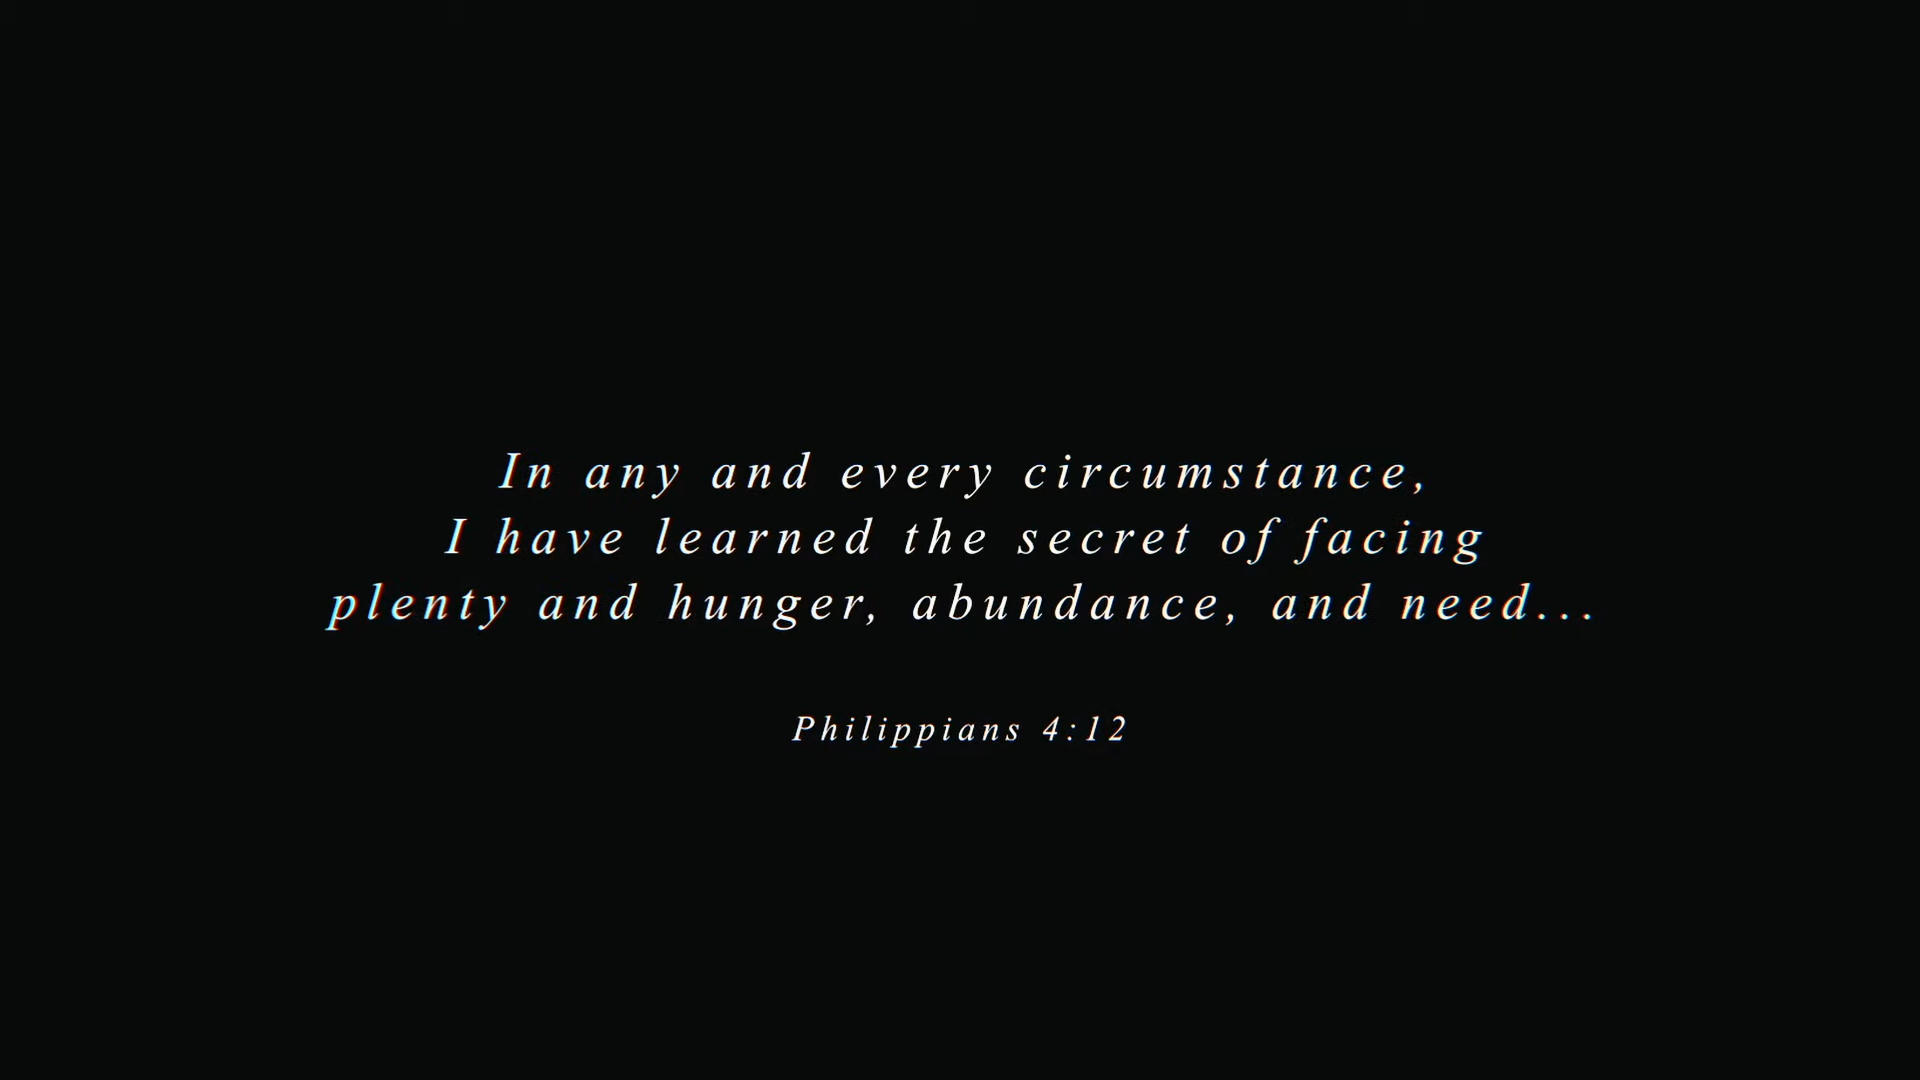 In any and every circumstance,
I have learned the secret of facing
plenty and hunger, abundance, and need...
Philippians 4:12